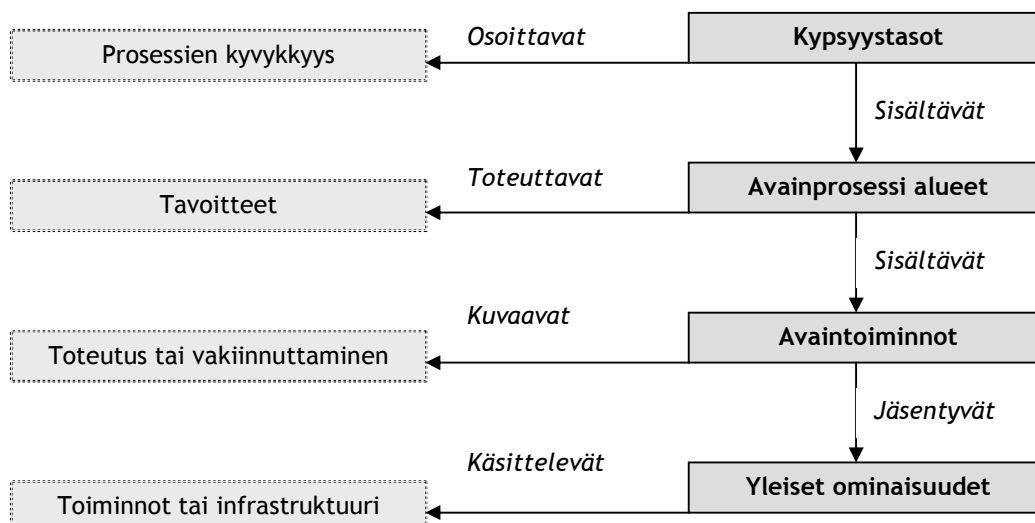 Osoittavat
Kypsyystasot
Prosessien kyvykkyys
Sisältävät
Toteuttavat
Avainprosessi alueet
Tavoitteet
Sisältävät
Kuvaavat
Avaintoiminnot
Toteutus tai vakiinnuttaminen
Jäsentyvät
Käsittelevät
Yleiset ominaisuudet
Toiminnot tai infrastruktuuri